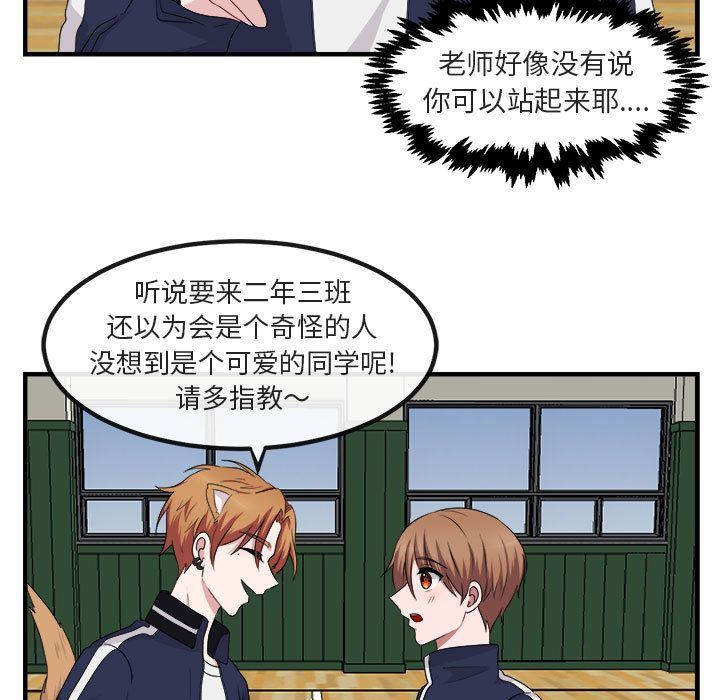 老师好像没有说
你可以站起来耶....
听说要来二年三班
还以为会是个奇怪的人
没想到是个可爱的同学呢!
请多指教～